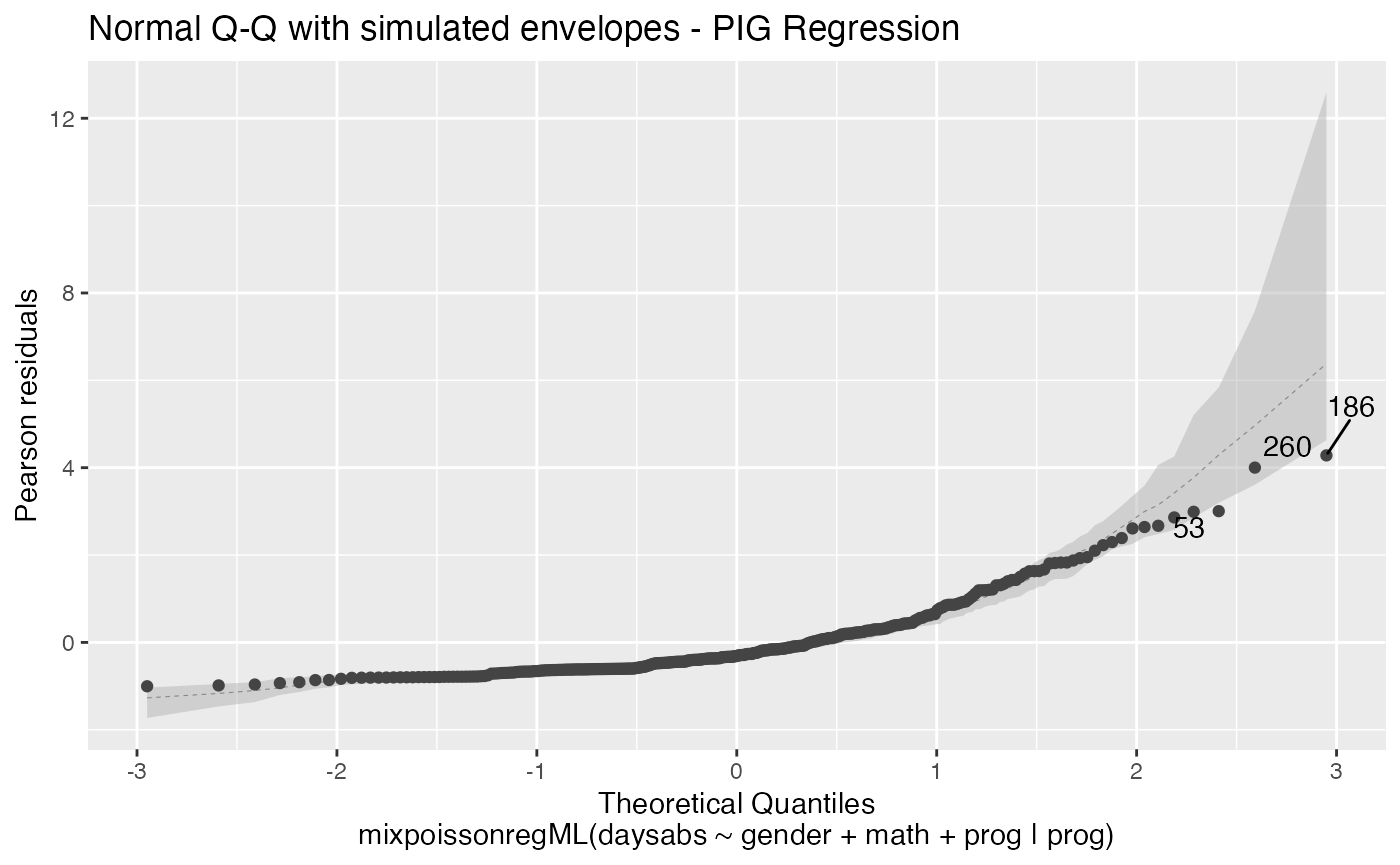 Normal Q-Q with simulated envelopes - PIG Regression
12
8
4
0
Pearson residuals
186
260
53
-3 -2 -1 0 1 2 3
Theoretical Quantiles
mixpoissonregML(daysabs ~ gender + math + prog | prog)